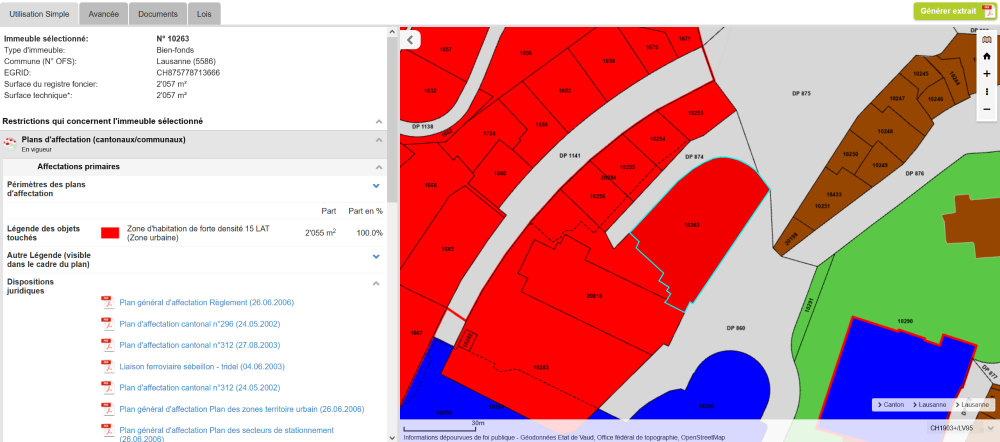 Utilisation Simple
Avancée
Documents
Lois
Générer extrait
Immeuble sélectionné: N° 10263
Type d'immeuble: Bien-fonds
Commune (N° OFS): Lausanne (5586)
EGRID: CH875778713666
Surface du registre foncier: 2'057 m²
Surface technique*: 2'057 m²
Restrictions qui concernent l'immeuble sélectionné
Plans d'affectation (cantonaux/communaux)
En vigueur
Affectations primaires
Périmètres des plans
d'affectation
Part Part en %
Légende des objets
touchés
Zone d'habitation de forte densité 15 LAT
(Zone urbaine)
2'055 m² 100.0%
Autre Légende (visible
dans le cadre du plan)
Dispositions
juridiques
PDF Plan général d'affectation Règlement (26.06.2006)
PDF Plan d'affectation cantonal n°296 (24.05.2002)
PDF Plan d'affectation cantonal n°312 (27.08.2003)
PDF Liaison ferroviaire sébeillon - tridel (04.06.2003)
PDF Plan d'affectation cantonal n°312 (24.05.2002)
PDF Plan général d'affectation Plan des zones territoire urbain (26.06.2006)
PDF Plan général d'affectation Plan des secteurs de stationnement
(26.06.2006)
1657
1656
1658
1670
1671
1632
1602
1659
1724
1662
DP 1138
DP 1141
1660
1666
1665
1667
10253
10254
10255
20294
10256
DP 874
DP 875
10263
20818
10282
10283
10284
10258
10300
DP 860
10245
10244
10246
10247
10248
10250
10249
18433
10251
20198
DP 876
10291
10290
DP 877
Canton
Lausanne
Lausanne
30m
CH1903+/LV95
Informations dépourvues de foi publique - Géodonnées Etat de Vaud, Office fédéral de topographie, OpenStreetMap